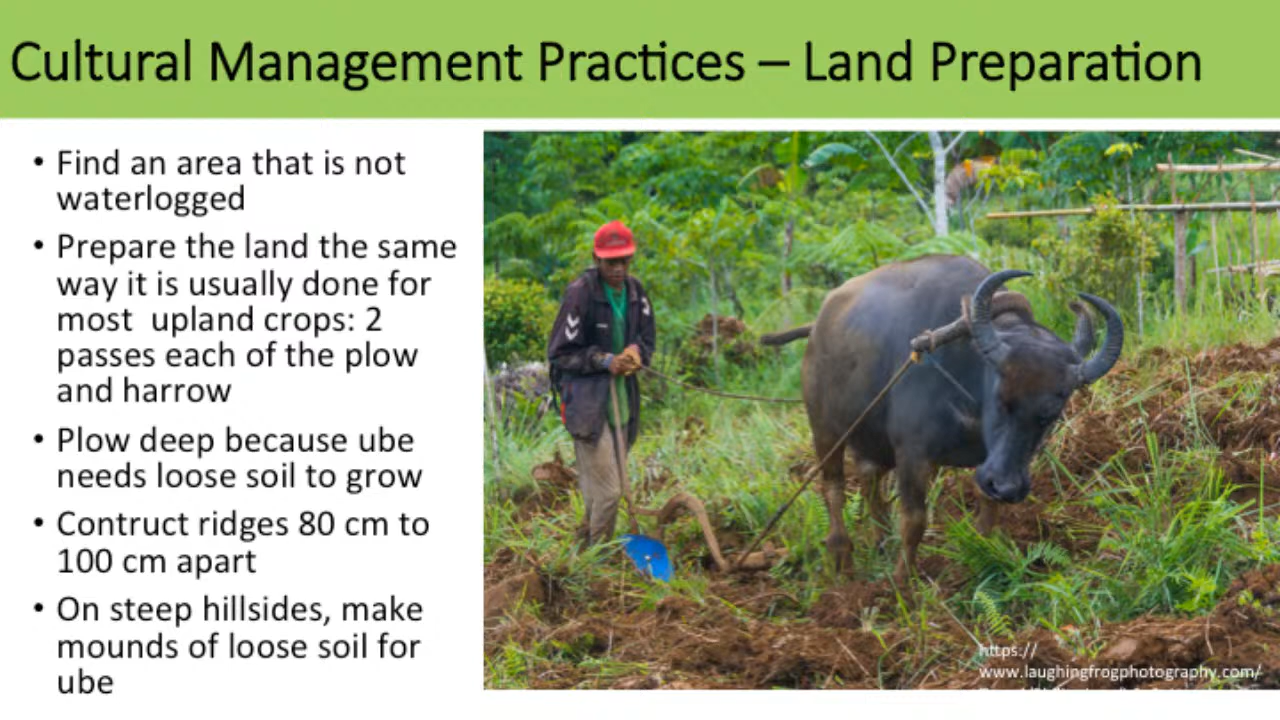 Cultural Management Practices – Land Preparation
• Find an area that is not
waterlogged
• Prepare the land the same
way it is usually done for
most  upland crops: 2
passes each of the plow
and harrow
• Plow deep because ube
needs loose soil to grow
• Contruct ridges 80 cm to
100 cm apart
• On steep hillsides, make
mounds of loose soil for
ube
https://
www.laughingfrogphotography.com/